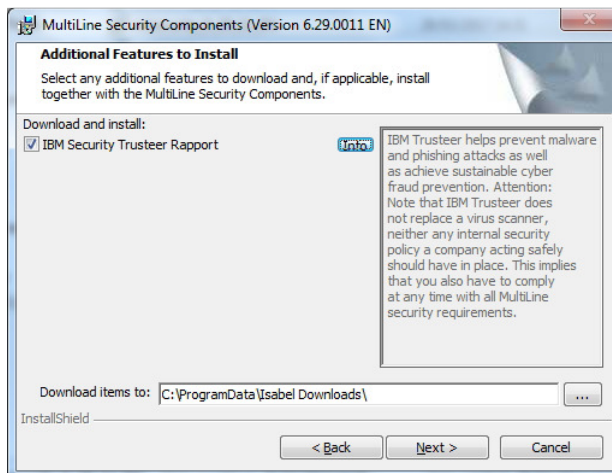 MultiLine Security Components (Version 6.29.0011 EN)
X
Additional Features to Install
Select any additional features to download and, if applicable, install
together with the MultiLine Security Components.
Download and install:
IBM Security Trusteer Rapport
Info
IBM Trusteer helps prevent malware
and phishing attacks as well
as achieve sustainable cyber
fraud prevention. Attention:
Note that IBM Trusteer does
not replace a virus scanner,
neither any internal security
policy a company acting safely
should have in place. This implies
that you also have to comply
at any time with all MultiLine
security requirements.
Download items to: C:\ProgramData\Isabel Downloads\ ...
InstallShield
< Back Next > Cancel